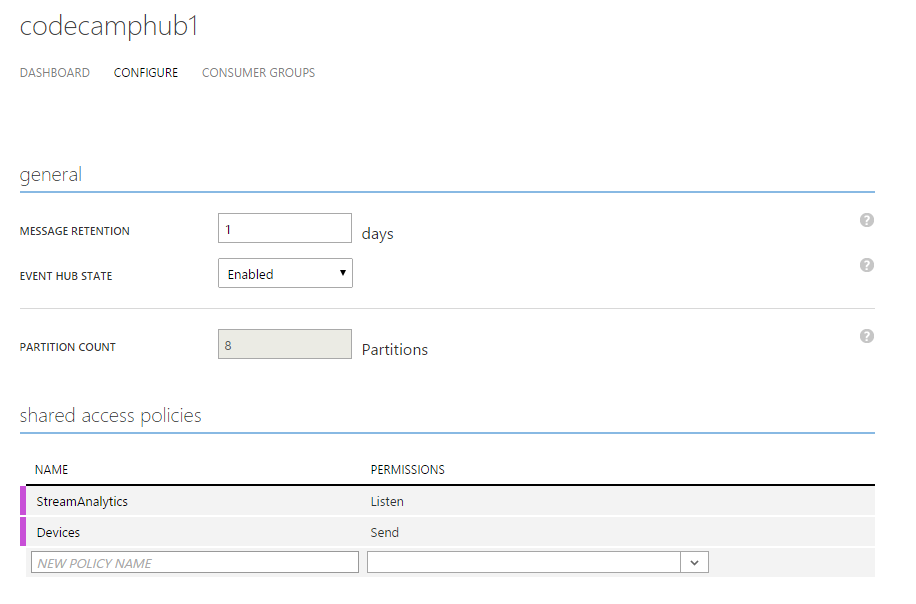 codecamphub1
DASHBOARD CONFIGURE CONSUMER GROUPS
general
MESSAGE RETENTION 1 days ?
EVENT HUB STATE Enabled ?
PARTITION COUNT 8 Partitions ?
shared access policies
NAME PERMISSIONS
StreamAnalytics Listen
Devices Send
NEW POLICY NAME